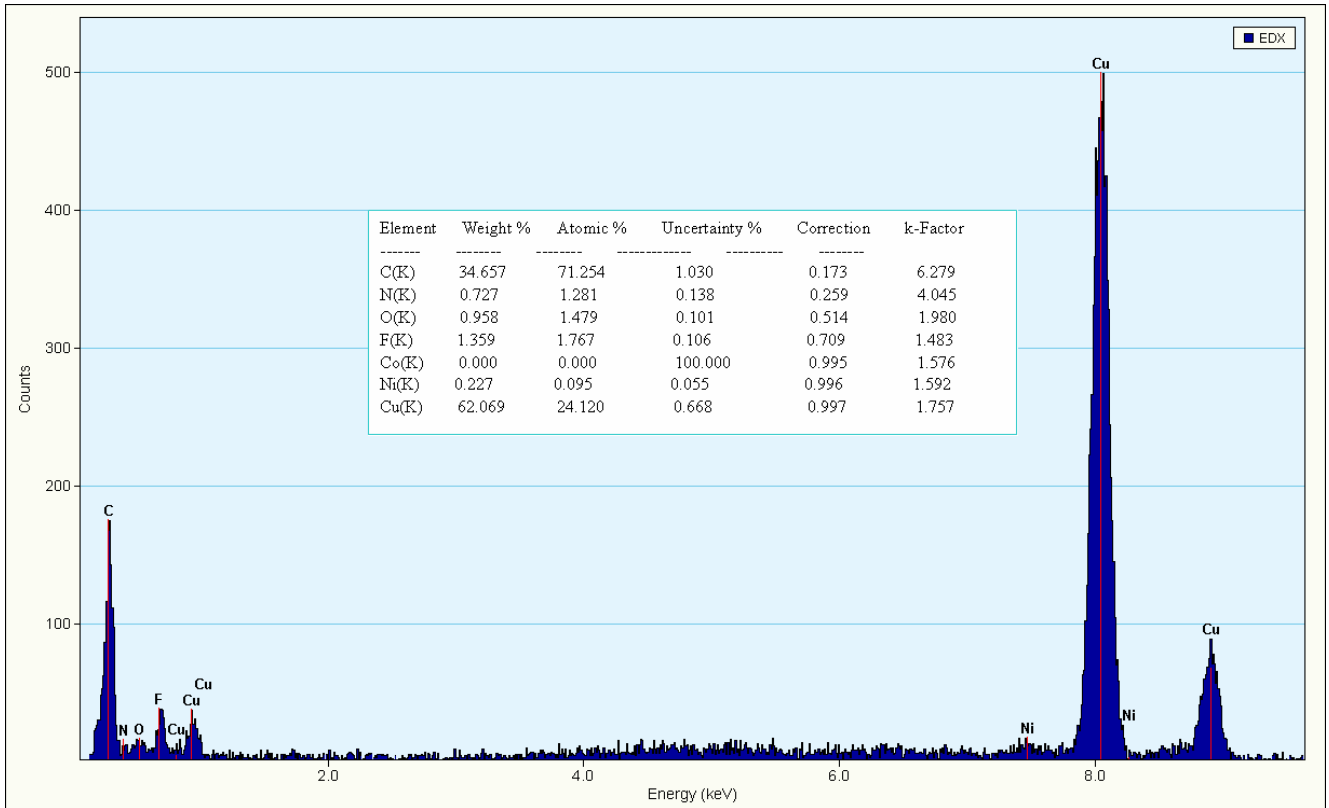 EDX
Cu
500
400
Element Weight % Atomic % Uncertainty % Correction k-Factor
------- -------- -------- ------------- ---------- --------
C(K) 34.657 71.254 1.030 0.173 6.279
N(K) 0.727 1.281 0.138 0.259 4.045
O(K) 0.958 1.479 0.101 0.514 1.980
F(K) 1.359 1.767 0.106 0.709 1.483
Co(K) 0.000 0.000 100.000 0.995 1.576
Ni(K) 0.227 0.095 0.055 0.996 1.592
Cu(K) 62.069 24.120 0.668 0.997 1.757
300
Counts
200
C
100
Cu
Cu
F
Cu
N O
Cu
Ni
Ni
2.0 4.0 6.0 8.0
Energy (keV)